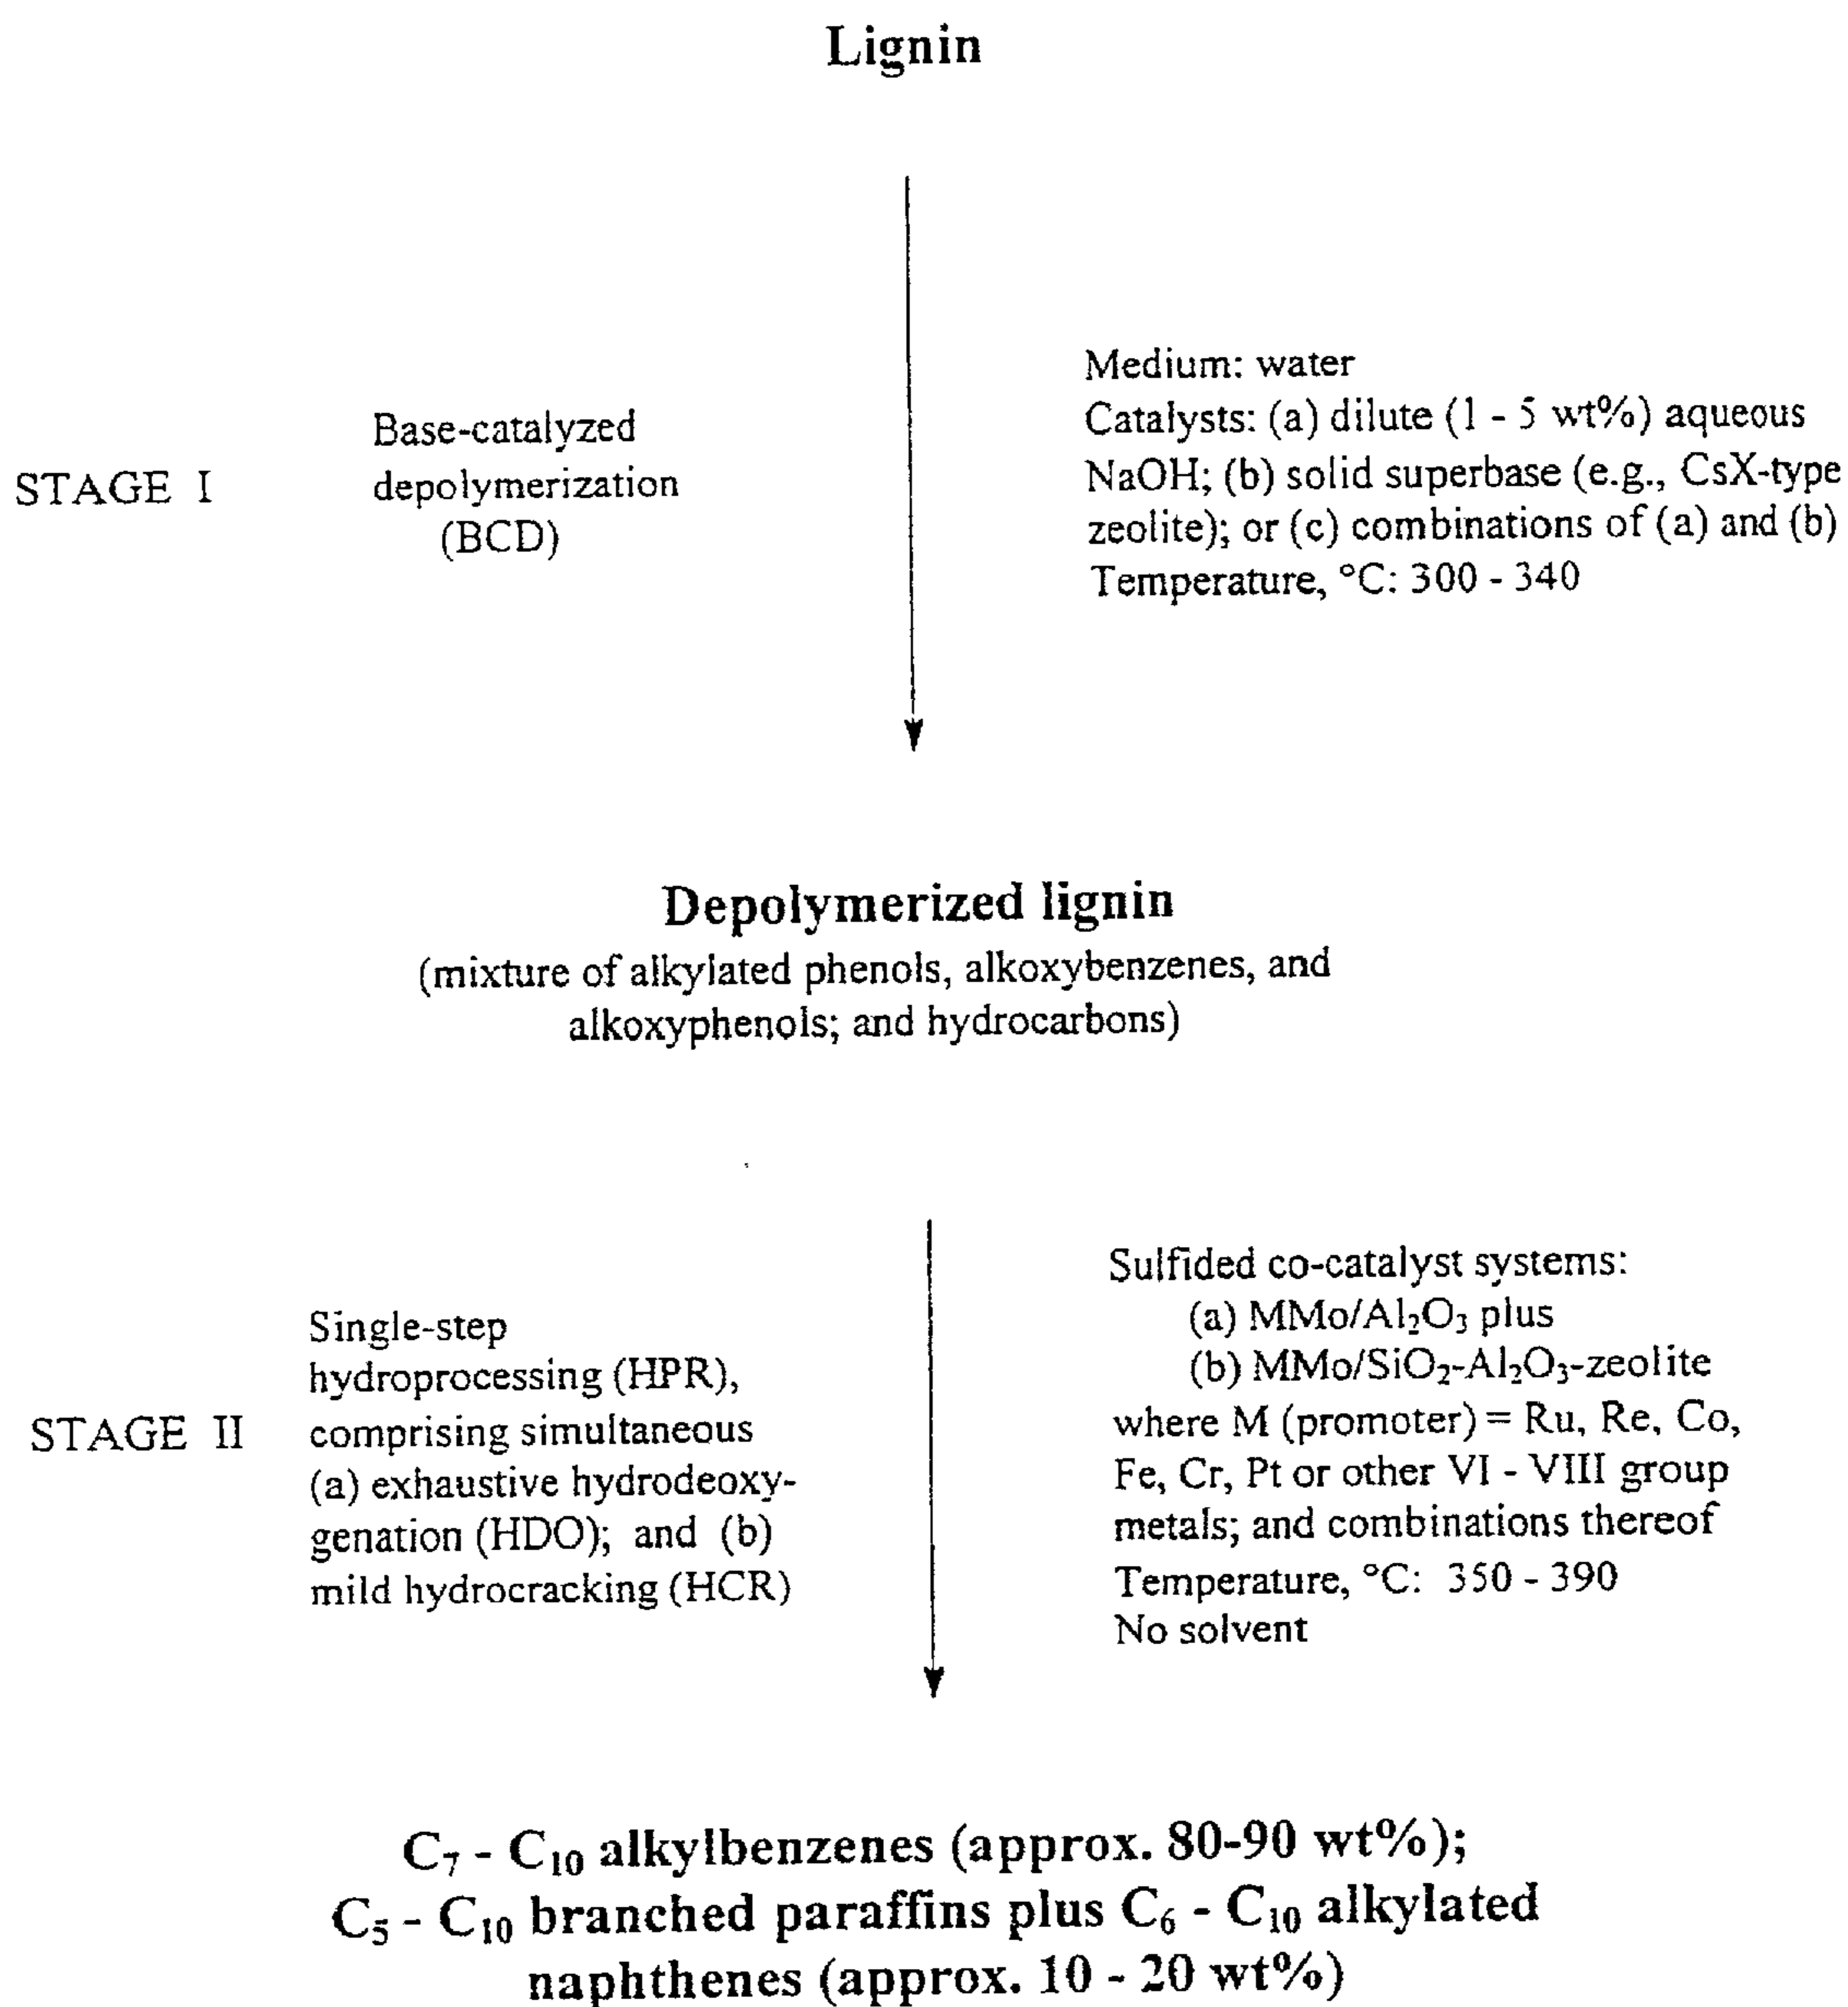 Lignin
STAGE I
Base-catalyzed
depolymerization
(BCD)
Medium: water
Catalysts: (a) dilute (1 - 5 wt%) aqueous
NaOH; (b) solid superbase (e.g., CsX-type
zeolite); or (c) combinations of (a) and (b)
Temperature, °C: 300 - 340
Depolymerized lignin
(mixture of alkylated phenols, alkoxybenzenes, and
alkoxyphenols; and hydrocarbons)
STAGE II
Single-step
hydroprocessing (HPR),
comprising simultaneous
(a) exhaustive hydrodeoxy-
genation (HDO); and (b)
mild hydrocracking (HCR)
Sulfided co-catalyst systems:
(a) MMo/Al₂O₃ plus
(b) MMo/SiO₂-Al₂O₃-zeolite
where M (promoter) = Ru, Re, Co,
Fe, Cr, Pt or other VI - VIII group
metals; and combinations thereof
Temperature, °C: 350 - 390
No solvent
C₇ - C₁₀ alkylbenzenes (approx. 80-90 wt%);
C₅ - C₁₀ branched paraffins plus C₆ - C₁₀ alkylated
naphthenes (approx. 10 - 20 wt%)